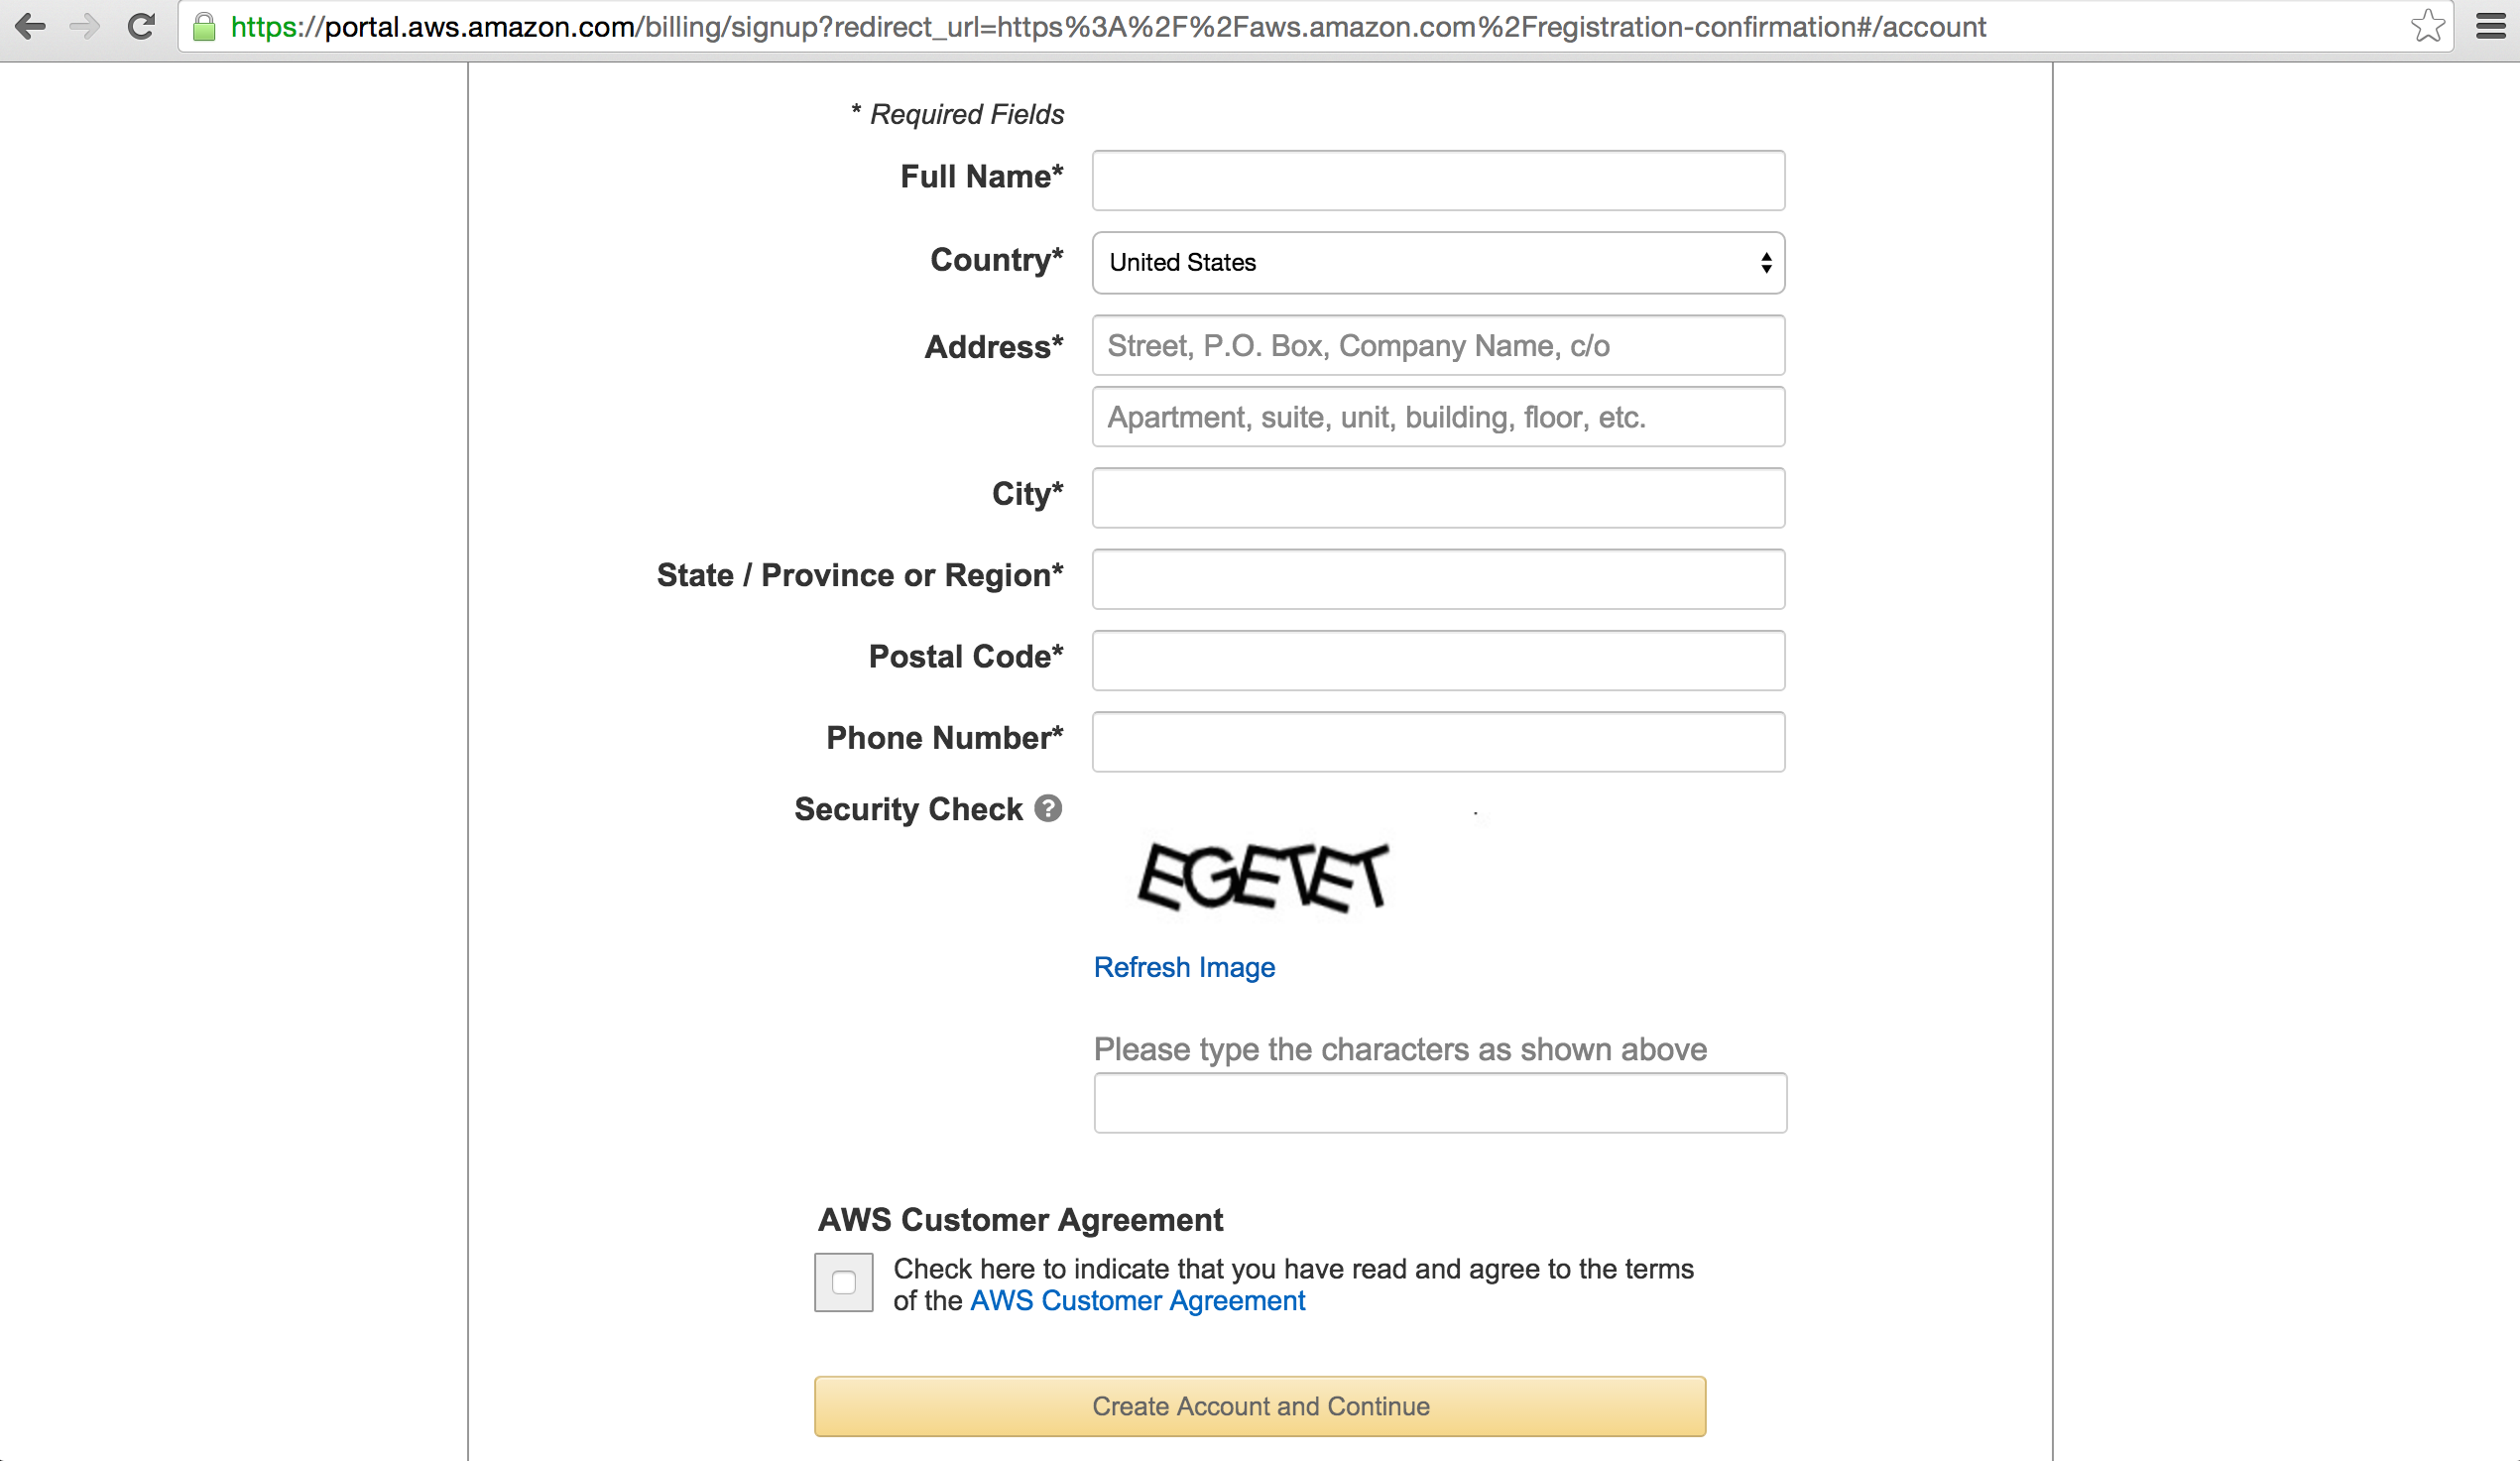 https://portal.aws.amazon.com/billing/signup?redirect_url=https%3A%2F%2Faws.amazon.com%2Fregistration-confirmation#/account
* Required Fields
Full Name*
Country* United States
Address* Street, P.O. Box, Company Name, c/o
Apartment, suite, unit, building, floor, etc.
City*
State / Province or Region*
Postal Code*
Phone Number*
Security Check ?
EGETET
Refresh Image
Please type the characters as shown above
AWS Customer Agreement
Check here to indicate that you have read and agree to the terms
of the AWS Customer Agreement
Create Account and Continue